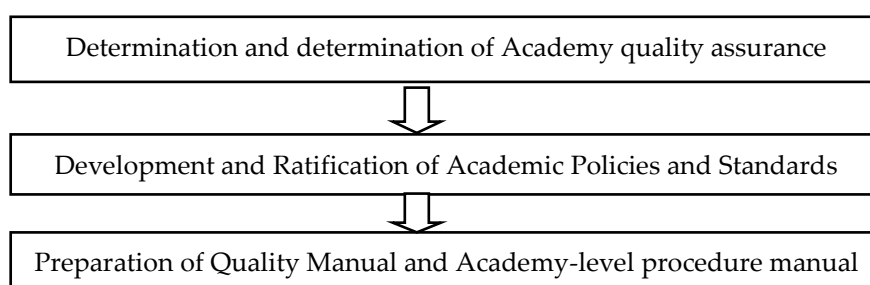 Determination and determination of Academy quality assurance
Development and Ratification of Academic Policies and Standards
Preparation of Quality Manual and Academy-level procedure manual